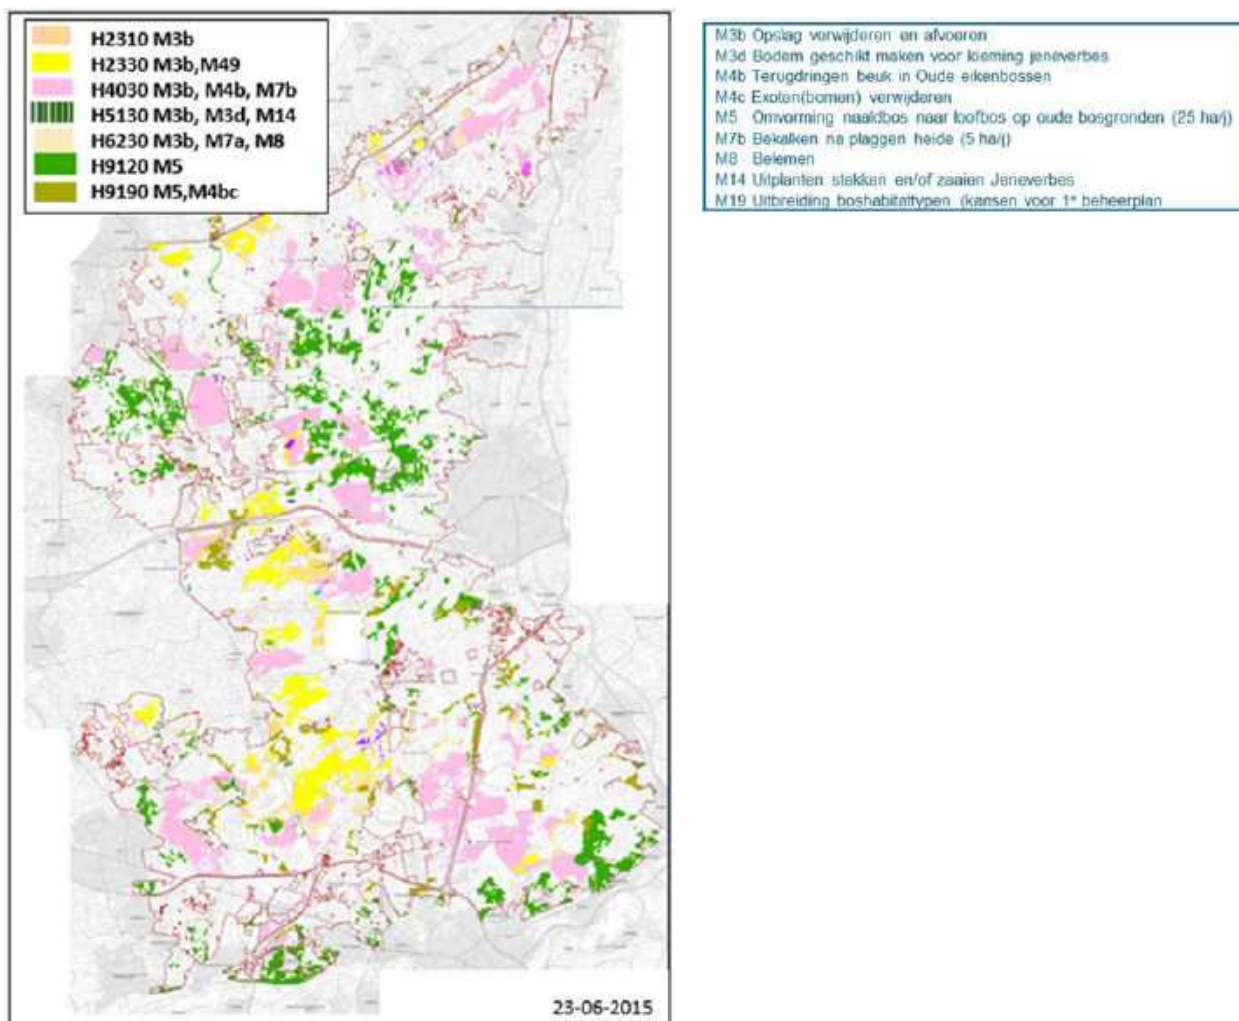 H2310 M3b
H2330 M3b,M49
H4030 M3b, M4b, M7b
H5130 M3b, M3d, M14
H6230 M3b, M7a, M8
H9120 M5
H9190 M5,M4bc
M3b Opslag verwijderen en afvoeren
M3d Bodem geschikt maken voor kieming jeneverbes
M4b Terugdringen beuk in Oude eikenbossen
M4c Exoten(bomen) verwijderen
M5 Omvorming naaldbos naar loofbos op oude bosgronden (25 ha/j)
M7b Bekalken na plaggen heide (5 ha/j)
M8 Belemen
M14 Uitplanten stekken en/of zaaien Jeneverbes
M19 Uitbreiding boshabitattypen (kansen voor 1e beheerplan
23-06-2015